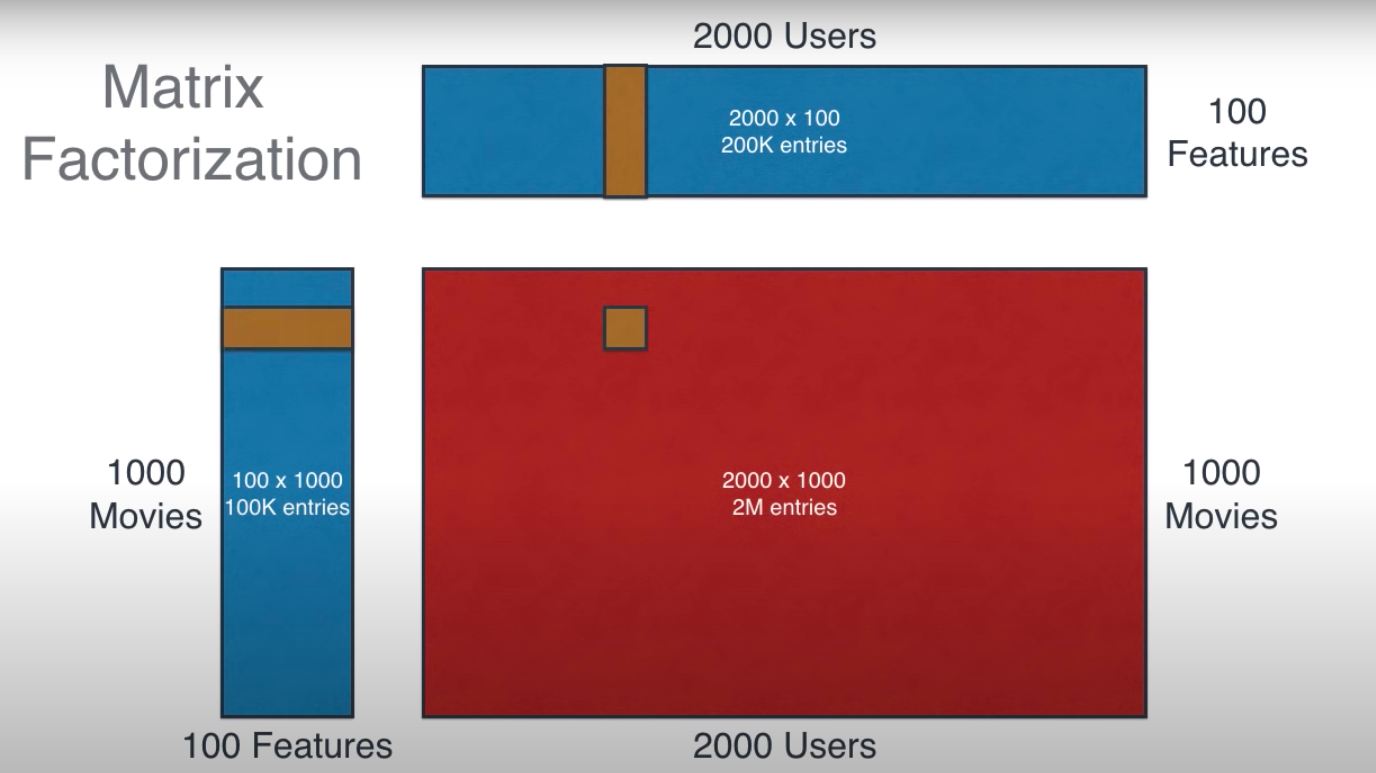 Matrix
Factorization
2000 Users
2000 x 100
200K entries
100
Features
1000
Movies
100 x 1000
100K entries
2000 x 1000
2M entries
1000
Movies
100 Features
2000 Users